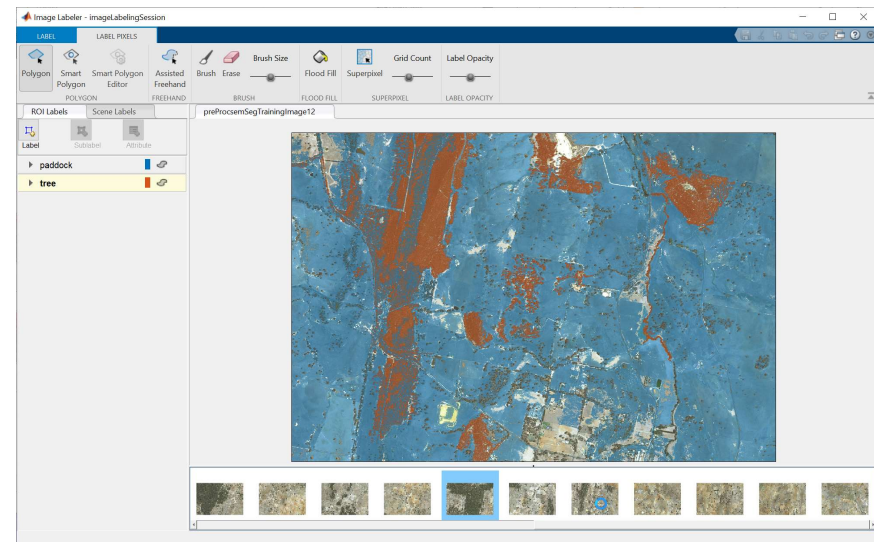 Image Labeler - imageLabelingSession
LABEL
LABEL PIXELS
Polygon
Smart Polygon
Smart Polygon Editor
Assisted Freehand
Brush
Erase
Brush Size
Flood Fill
Superpixel
Grid Count
Label Opacity
POLYGON
FREEHAND
BRUSH
FLOOD FILL
SUPERPIXEL
LABEL OPACITY
ROI Labels
Scene Labels
preProcsemSegTrainingImage12
Label
Sublabel
Attribute
paddock
tree